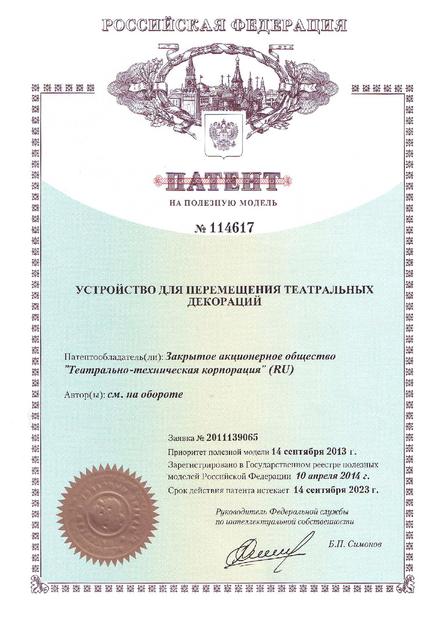 РОССИЙСКАЯ ФЕДЕРАЦИЯ
ПАТЕНТ
НА ПОЛЕЗНУЮ МОДЕЛЬ
№ 114617
УСТРОЙСТВО ДЛЯ ПЕРЕМЕЩЕНИЯ ТЕАТРАЛЬНЫХ
ДЕКОРАЦИЙ
Патентообладатель(ли): Закрытое акционерное общество
"Театрально-техническая корпорация" (RU)
Автор(ы): см. на обороте
Заявка № 2011139065
Приоритет полезной модели 14 сентября 2013 г.
Зарегистрировано в Государственном реестре полезных
моделей Российской Федерации 10 апреля 2014 г.
Срок действия патента истекает 14 сентября 2023 г.
Руководитель Федеральной службы
по интеллектуальной собственности
Б.П. Симонов